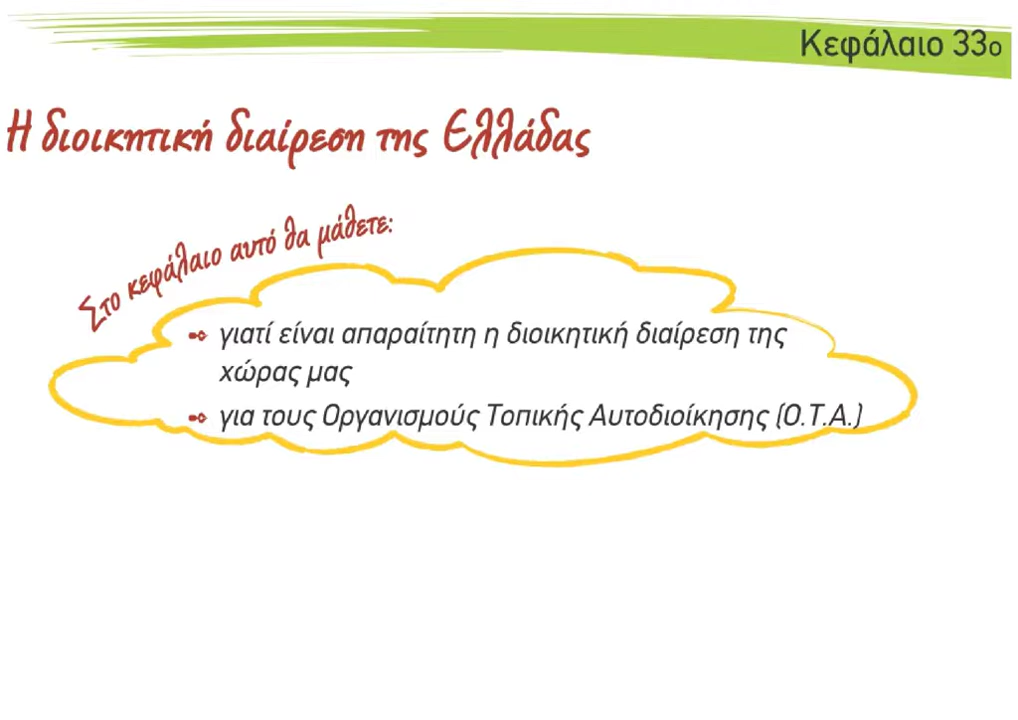 Κεφάλαιο 33ο
Η διοικητική διαίρεση της Ελλάδας
Στο κεφάλαιο αυτό θα μάθετε:
γιατί είναι απαραίτητη η διοικητική διαίρεση της
χώρας μας
για τους Οργανισμούς Τοπικής Αυτοδιοίκησης (Ο.Τ.Α.)